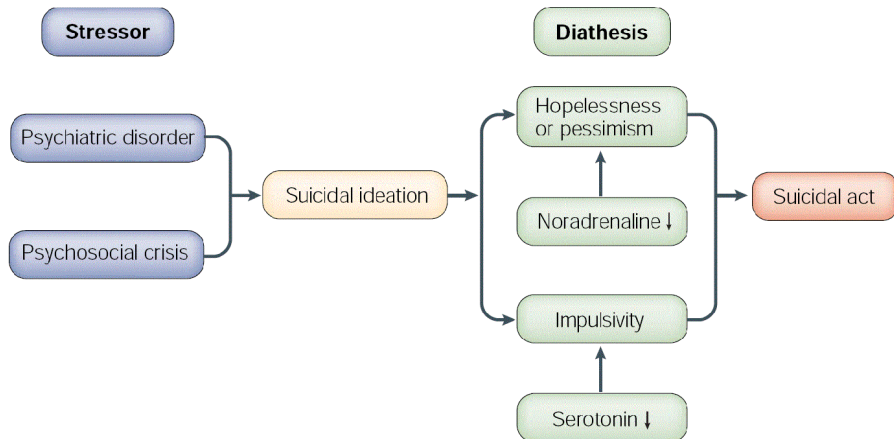 Stressor
Diathesis
Psychiatric disorder
Psychosocial crisis
Suicidal ideation
Hopelessness
or pessimism
Noradrenaline ↓
Impulsivity
Serotonin ↓
Suicidal act